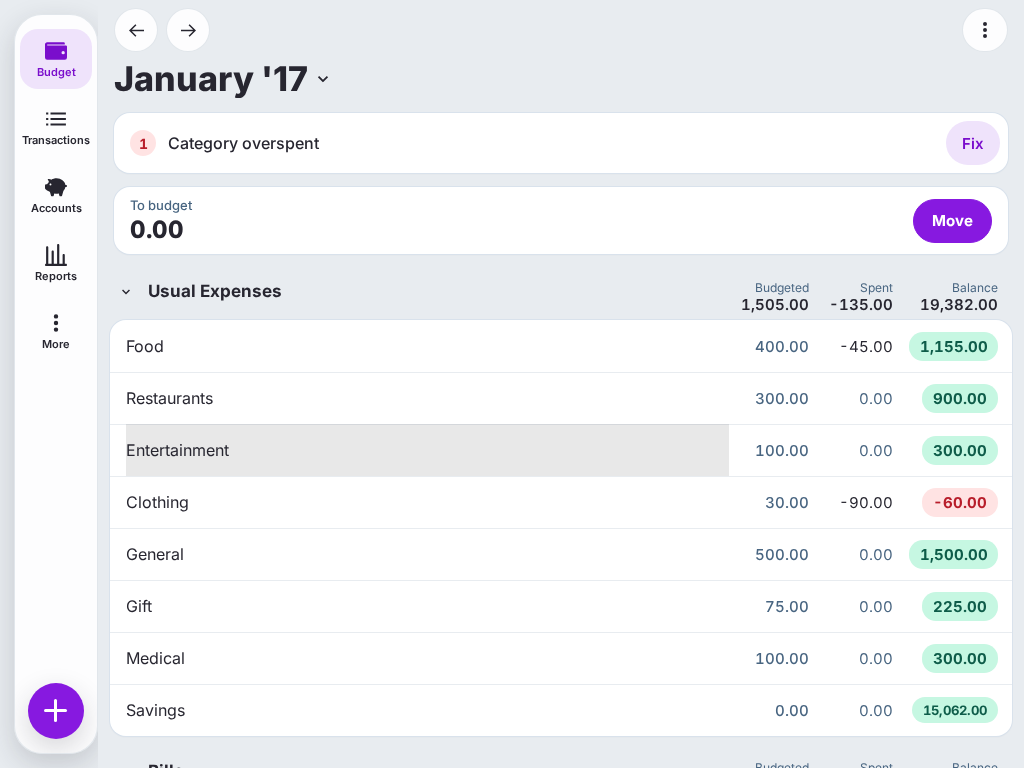 Budget
Transactions
Accounts
Reports
More
January '17
1 Category overspent Fix
To budget
0.00
Move
Usual Expenses
Budgeted Spent Balance
1,505.00 -135.00 19,382.00
Food 400.00 -45.00 1,155.00
Restaurants 300.00 0.00 900.00
Entertainment 100.00 0.00 300.00
Clothing 30.00 -90.00 -60.00
General 500.00 0.00 1,500.00
Gift 75.00 0.00 225.00
Medical 100.00 0.00 300.00
Savings 0.00 0.00 15,062.00
Bills Budgeted Spent Balance